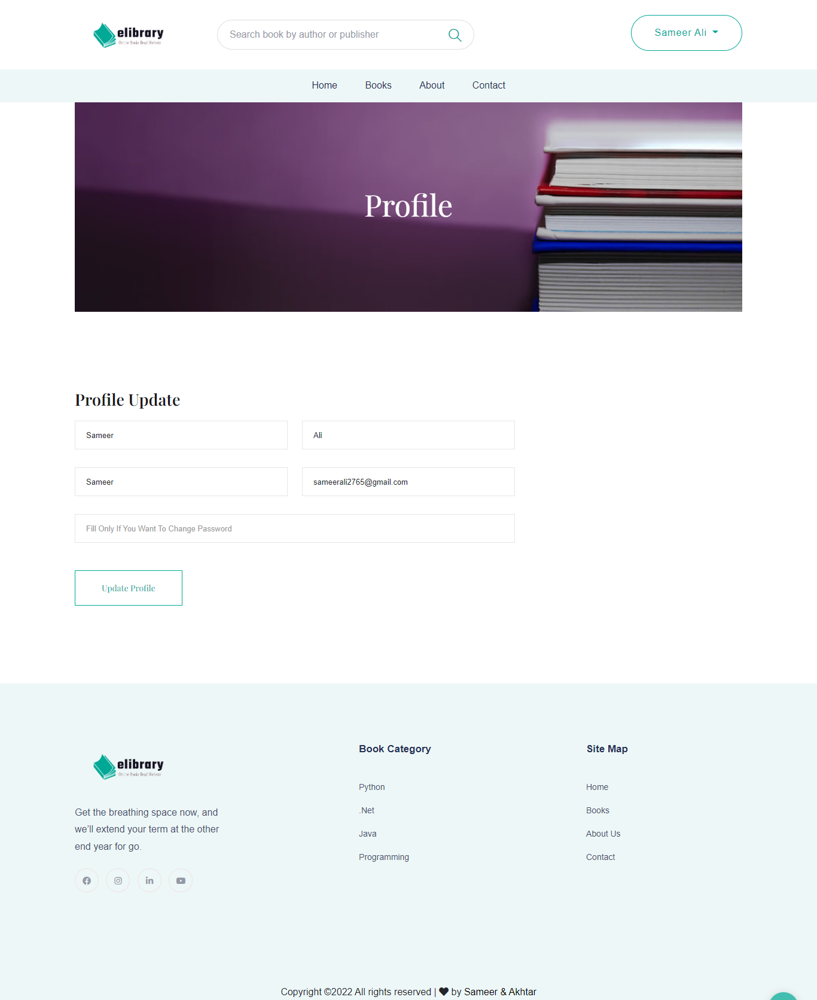 elibrary
Online Books Read Website
Search book by author or publisher
Sameer Ali
Home Books About Contact
Profile
Profile Update
Sameer Ali
Sameer sameerali2765@gmail.com
Fill Only If You Want To Change Password
Update Profile
elibrary
Online Books Read Website
Get the breathing space now, and
we’ll extend your term at the other
end year for go.
Book Category
Python
.Net
Java
Programming
Site Map
Home
Books
About Us
Contact
Copyright ©2022 All rights reserved | by Sameer & Akhtar